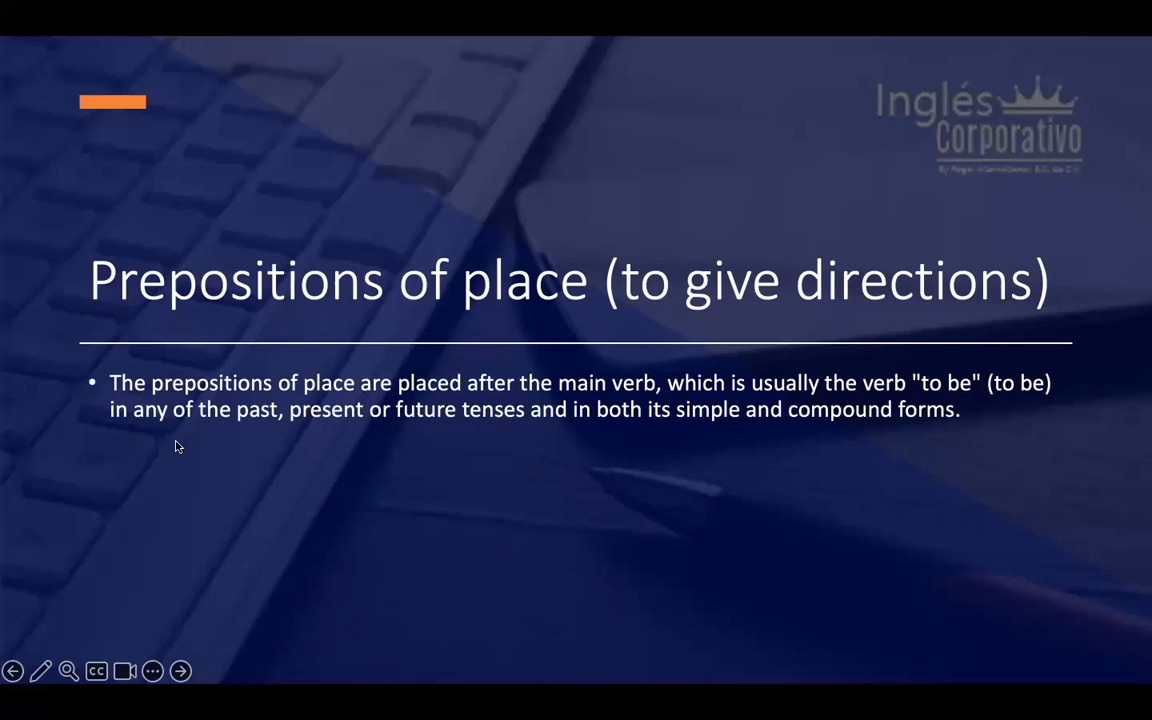 Inglés
Corporativo
Prepositions of place (to give directions)
• The prepositions of place are placed after the main verb, which is usually the verb "to be" (to be)
in any of the past, present or future tenses and in both its simple and compound forms.
CC